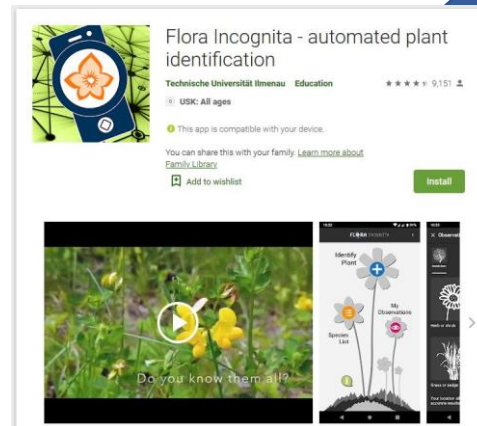 Flora Incognita - automated plant
identification
Technische Universität Ilmenau Education
9,151
0 USK: All ages
This app is compatible with your device.
You can share this with your family. Learn more about
Family Library
Add to wishlist
Install
Do you know them all?
FLORA INCOGNITA
Identify
Plant
My
Observations
Species
List